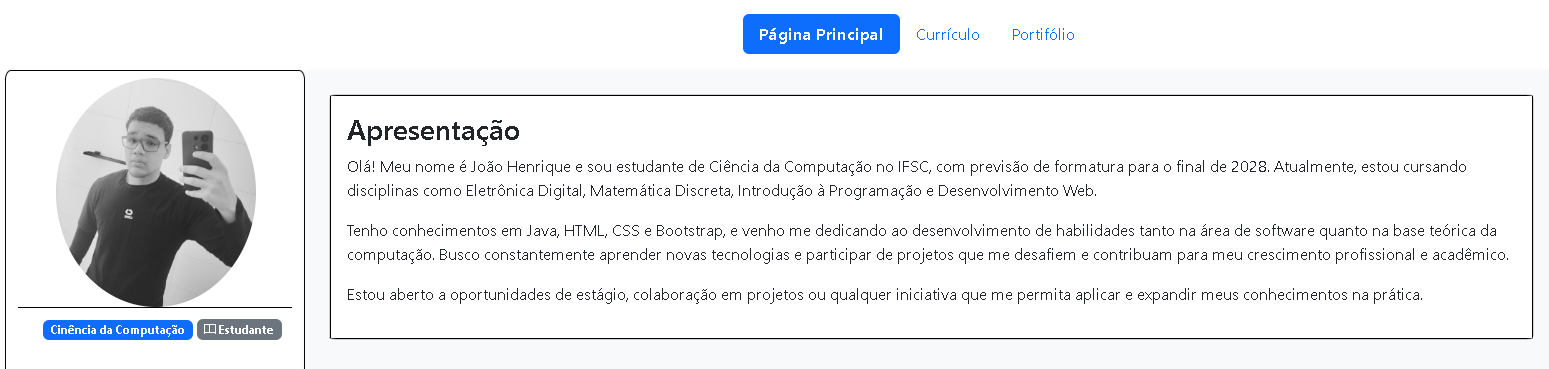 Página Principal Currículo Portifólio
Apresentação
Olá! Meu nome é João Henrique e sou estudante de Ciência da Computação no IFSC, com previsão de formatura para o final de 2028. Atualmente, estou cursando
disciplinas como Eletrônica Digital, Matemática Discreta, Introdução à Programação e Desenvolvimento Web.
Tenho conhecimentos em Java, HTML, CSS e Bootstrap, e venho me dedicando ao desenvolvimento de habilidades tanto na área de software quanto na base teórica da
computação. Busco constantemente aprender novas tecnologias e participar de projetos que me desafiem e contribuam para meu crescimento profissional e acadêmico.
Estou aberto a oportunidades de estágio, colaboração em projetos ou qualquer iniciativa que me permita aplicar e expandir meus conhecimentos na prática.
Cinência da Computação Estudante